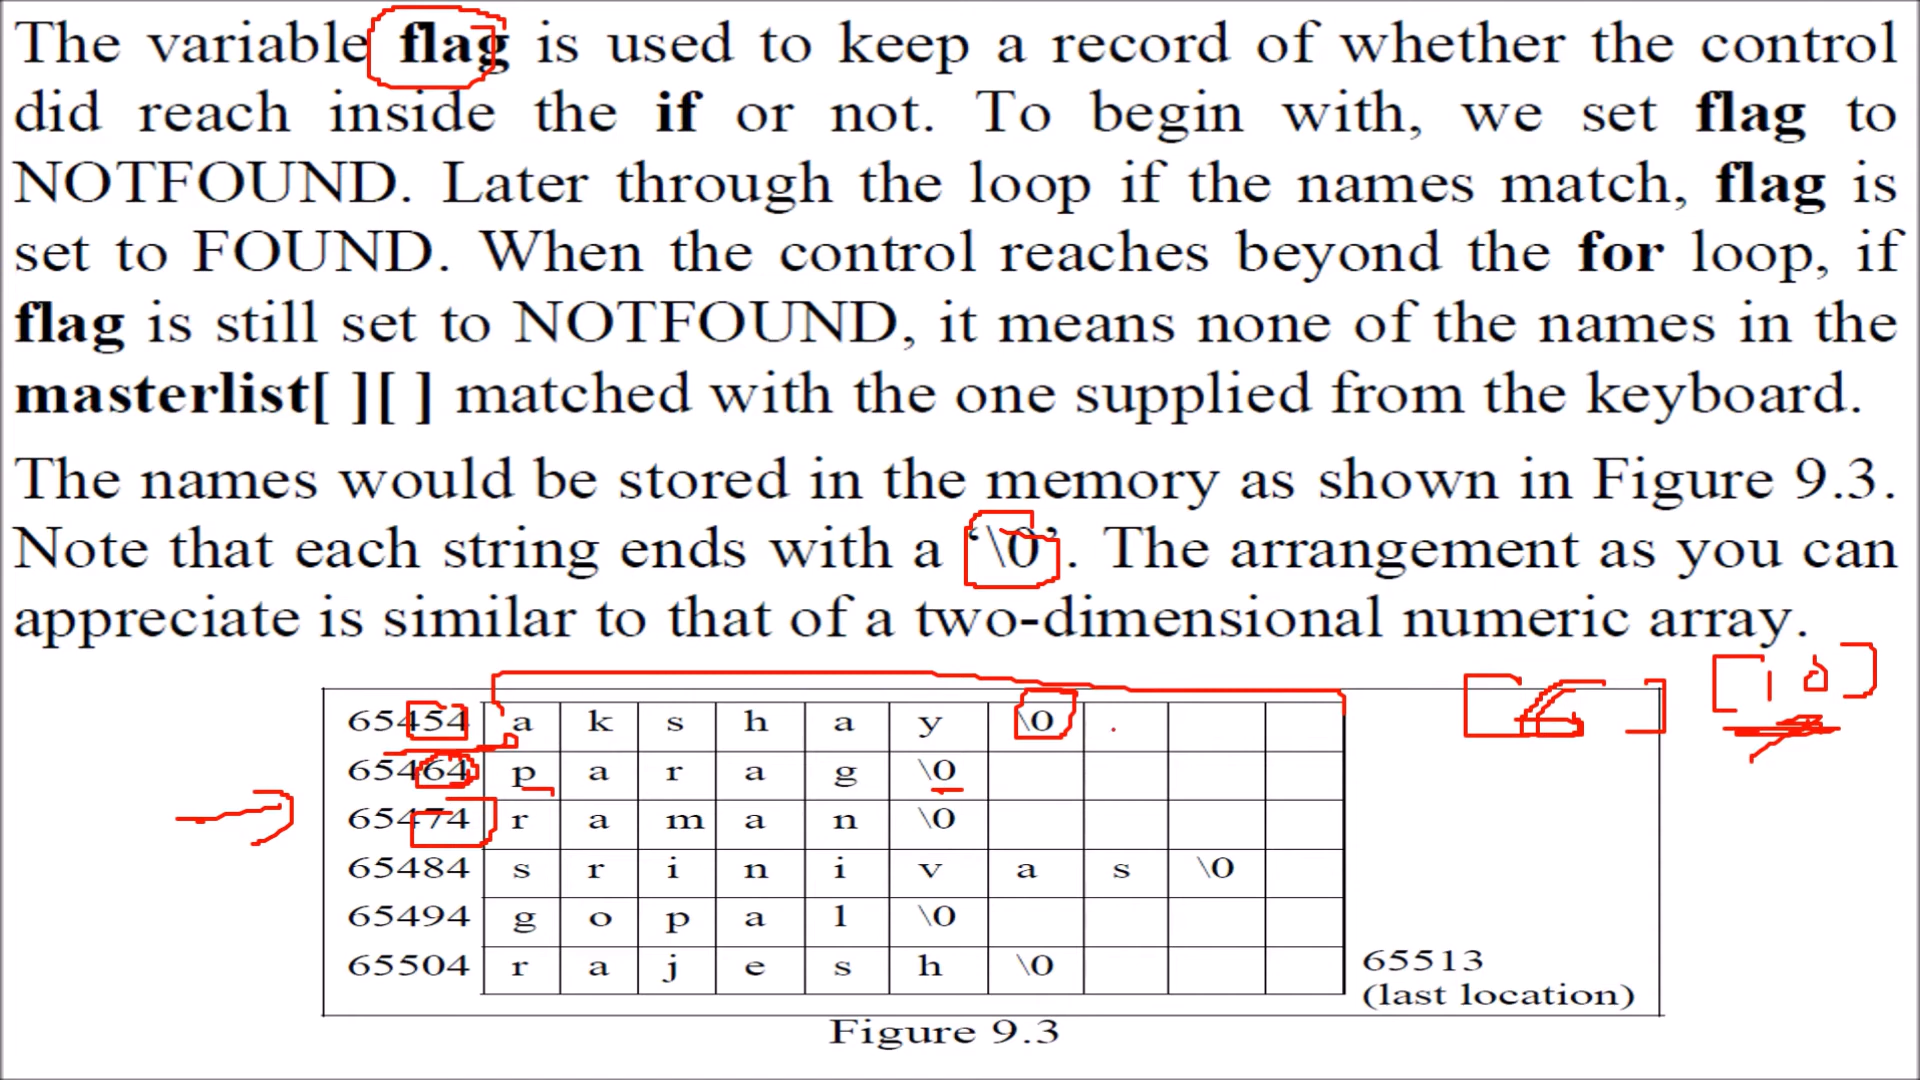 The variable flag is used to keep a record of whether the control
did reach inside the if or not. To begin with, we set flag to
NOTFOUND. Later through the loop if the names match, flag is
set to FOUND. When the control reaches beyond the for loop, if
flag is still set to NOTFOUND, it means none of the names in the
masterlist[ ][ ] matched with the one supplied from the keyboard.
The names would be stored in the memory as shown in Figure 9.3.
Note that each string ends with a ‘\0’. The arrangement as you can
appreciate is similar to that of a two-dimensional numeric array.
[ 6 ] [ 10 ]
65454 a k s h a y \0
65464 p a r a g \0
65474 r a m a n \0
65484 s r i n i v a s \0
65494 g o p a l \0
65504 r a j e s h \0 65513
(last location)
Figure 9.3